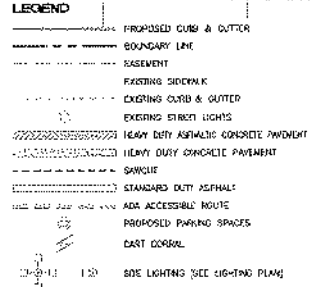 LEGEND
PROPOSED CURB & GUTTER
BOUNDARY LINE
EASEMENT
EXISTING SIDEWALK
EXISTING CURB & GUTTER
EXISTING STREET LIGHTS
HEAVY DUTY ASPHALTIC CONCRETE PAVEMENT
HEAVY DUTY CONCRETE PAVEMENT
SAWCUT
STANDARD DUTY ASPHALT
ADA ACCESSIBLE ROUTE
PROPOSED PARKING SPACES
CART CORRAL
SITE LIGHTING (SEE LIGHTING PLAN)